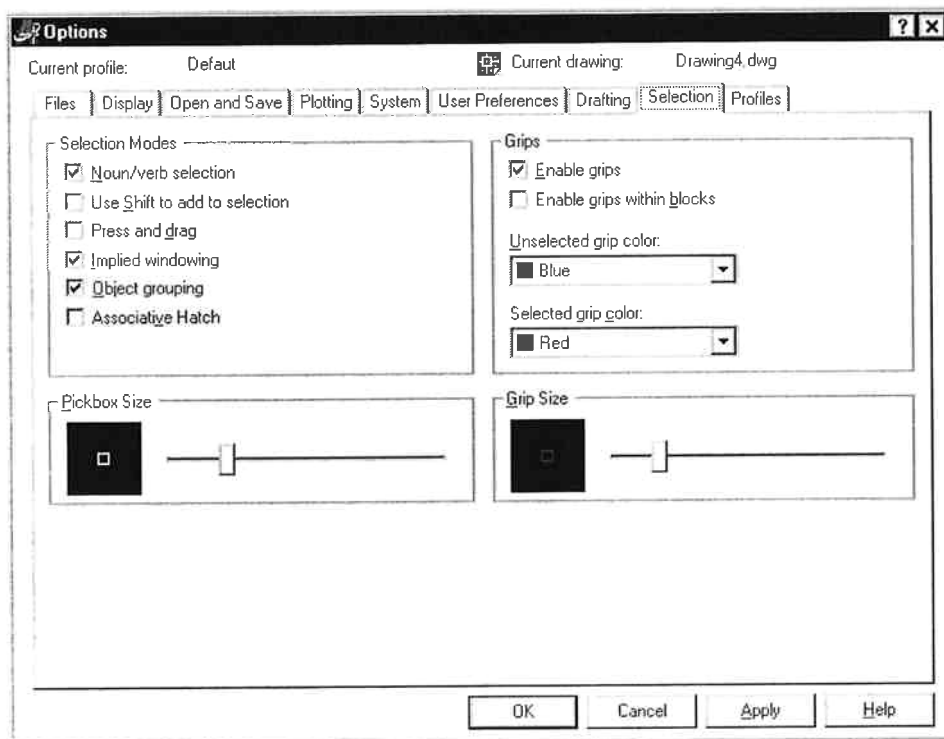 Options
Current profile: Defaut Current drawing: Drawing4.dwg
Files Display Open and Save Plotting System User Preferences Drafting Selection Profiles
Selection Modes
Noun/verb selection
Use Shift to add to selection
Press and drag
Implied windowing
Object grouping
Associative Hatch
Grips
Enable grips
Enable grips within blocks
Unselected grip color:
Blue
Selected grip color:
Red
Pickbox Size
Grip Size
OK Cancel Apply Help